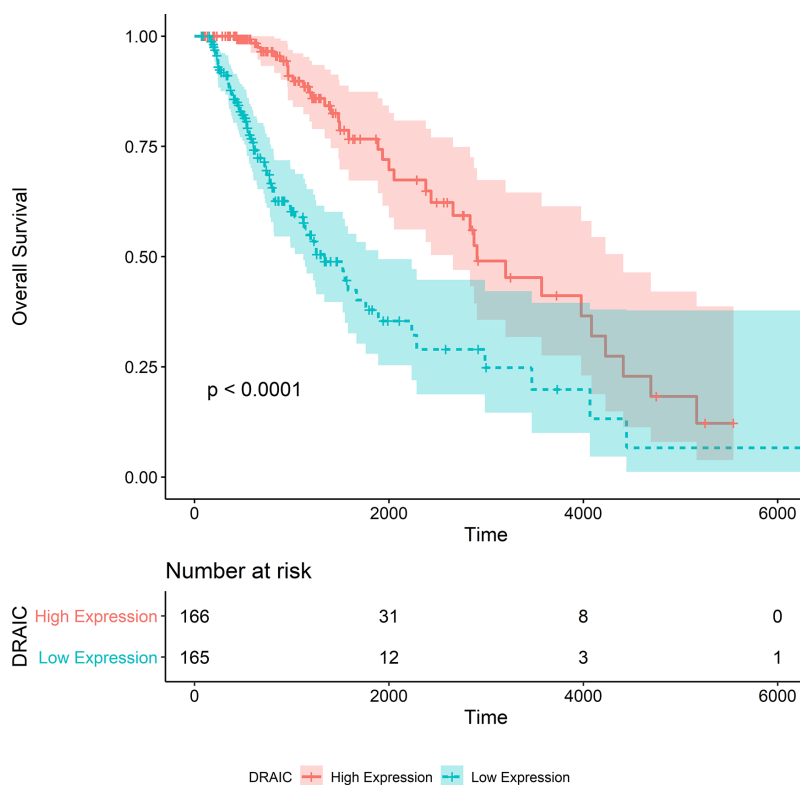 1.00
0.75
0.50
0.25
0.00
Overall Survival
p < 0.0001
0 2000 4000 6000
Time
Number at risk
DRAIC
High Expression 166 31 8 0
Low Expression 165 12 3 1
0 2000 4000 6000
Time
DRAIC High Expression Low Expression